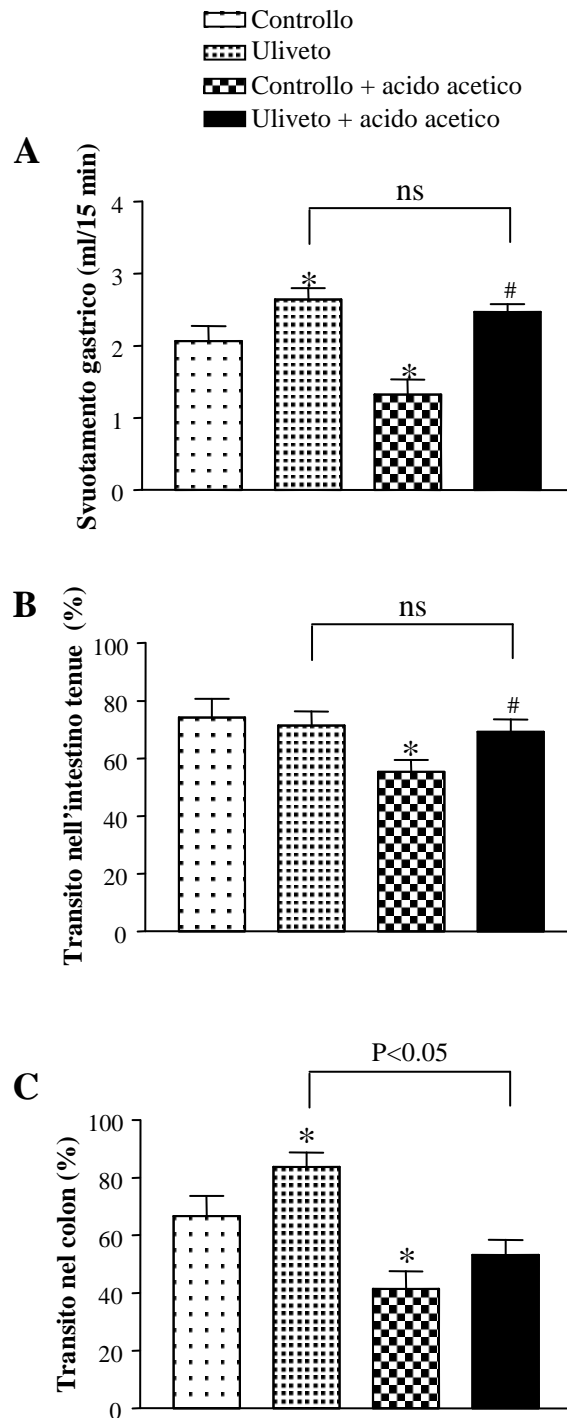 Controllo
Uliveto
Controllo + acido acetico
Uliveto + acido acetico
A
Svuotamento gastrico (ml/15 min)
4
3
2
1
0
ns
*
*
#
B
Transito nell'intestino tenue (%)
100
80
60
40
20
0
ns
*
#
C
Transito nel colon (%)
100
80
60
40
20
0
P<0.05
*
*